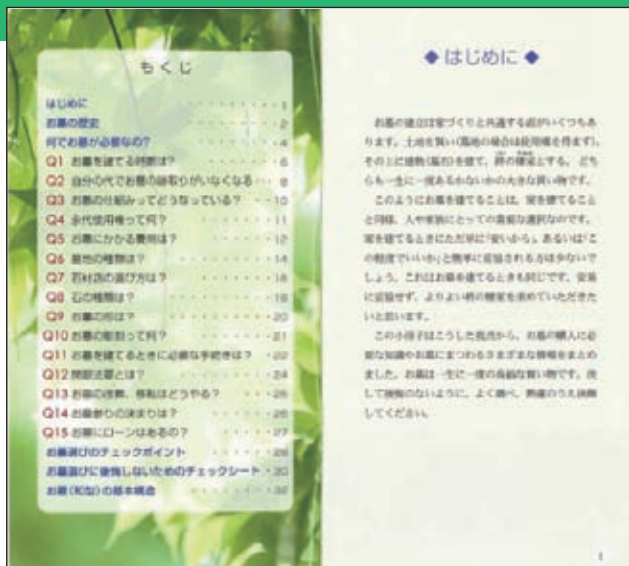 もくじ
はじめに ・・・・・・・・ 1
お墓の歴史 ・・・・・・・・ 2
何でお墓が必要なの? ・・・・・・・・ 4
Q1 お墓を建てる時期は? ・・・・・・・・ 6
Q2 自分の代でお墓の跡取りがいなくなる ・・・ 8
Q3 お墓の仕組みってどうなっている? ・・・・ 10
Q4 永代使用権って何? ・・・・・・ 11
Q5 お墓にかかる費用は? ・・・・・・ 12
Q6 墓地の種類は? ・・・・・・・・ 14
Q7 石材店の選び方は? ・・・・・・・ 16
Q8 石の種類は? ・・・・・・・・ 18
Q9 お墓の形は? ・・・・・・・・ 20
Q10 お墓の彫刻って何? ・・・・・・ 21
Q11 お墓を建てるときに必要な手続きは? ・22
Q12 開眼法要とは? ・・・・・・・ 24
Q13 お墓の改葬、移転はどうやる? ・・・25
Q14 お墓参りの決まりは? ・・・・・ 26
Q15 お墓にローンはあるの? ・・・・・ 27
お墓選びのチェックポイント ・・・・・・ 28
お墓選びに後悔しないためのチェックシート ・30
お墓(和型)の基本構造 ・・・・・・・ 32
◆ はじめに ◆
お墓の建立は家づくりと共通する点がいくつもあ
ります。土地を買い(墓地の場合は使用権を得ます)、
その上に建物(墓石)を建て、終の棲家とする。どち
らも一生に一度あるかないかの大きな買い物です。
このようにお墓を建てることは、家を建てること
と同様、人や家族にとっての重要な選択なのです。
家を建てるときにただ単に「安いから」、あるいは「こ
の程度でいいか」と簡単に妥協される方は少ないで
しょう。これはお墓を建てるときも同じです。安易
に妥協せず、よりよい終の棲家を求めていただきた
いと思います。
この小冊子はこうした視点から、お墓の購入に必
要な知識やお墓にまつわるさまざまな情報をまとめ
ました。お墓は一生に一度の高額な買い物です。決
して後悔のないように、よく調べ、熟慮のうえ決断
してください。
1